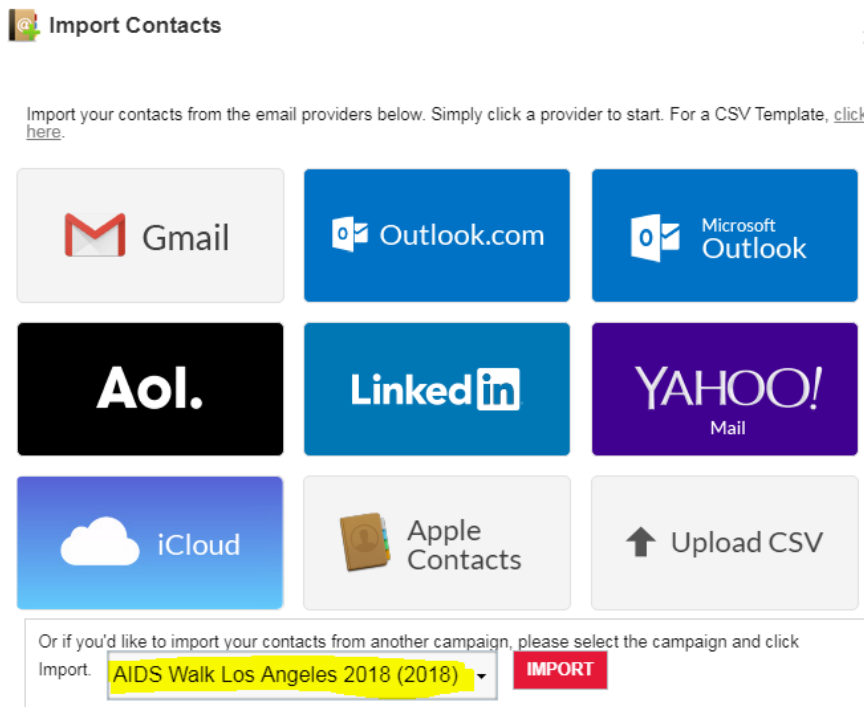 Import Contacts
Import your contacts from the email providers below. Simply click a provider to start. For a CSV Template, click
here.
Gmail
Outlook.com
Microsoft
Outlook
Aol.
Linked in
YAHOO!
Mail
iCloud
Apple
Contacts
Upload CSV
Or if you'd like to import your contacts from another campaign, please select the campaign and click
Import. AIDS Walk Los Angeles 2018 (2018) IMPORT